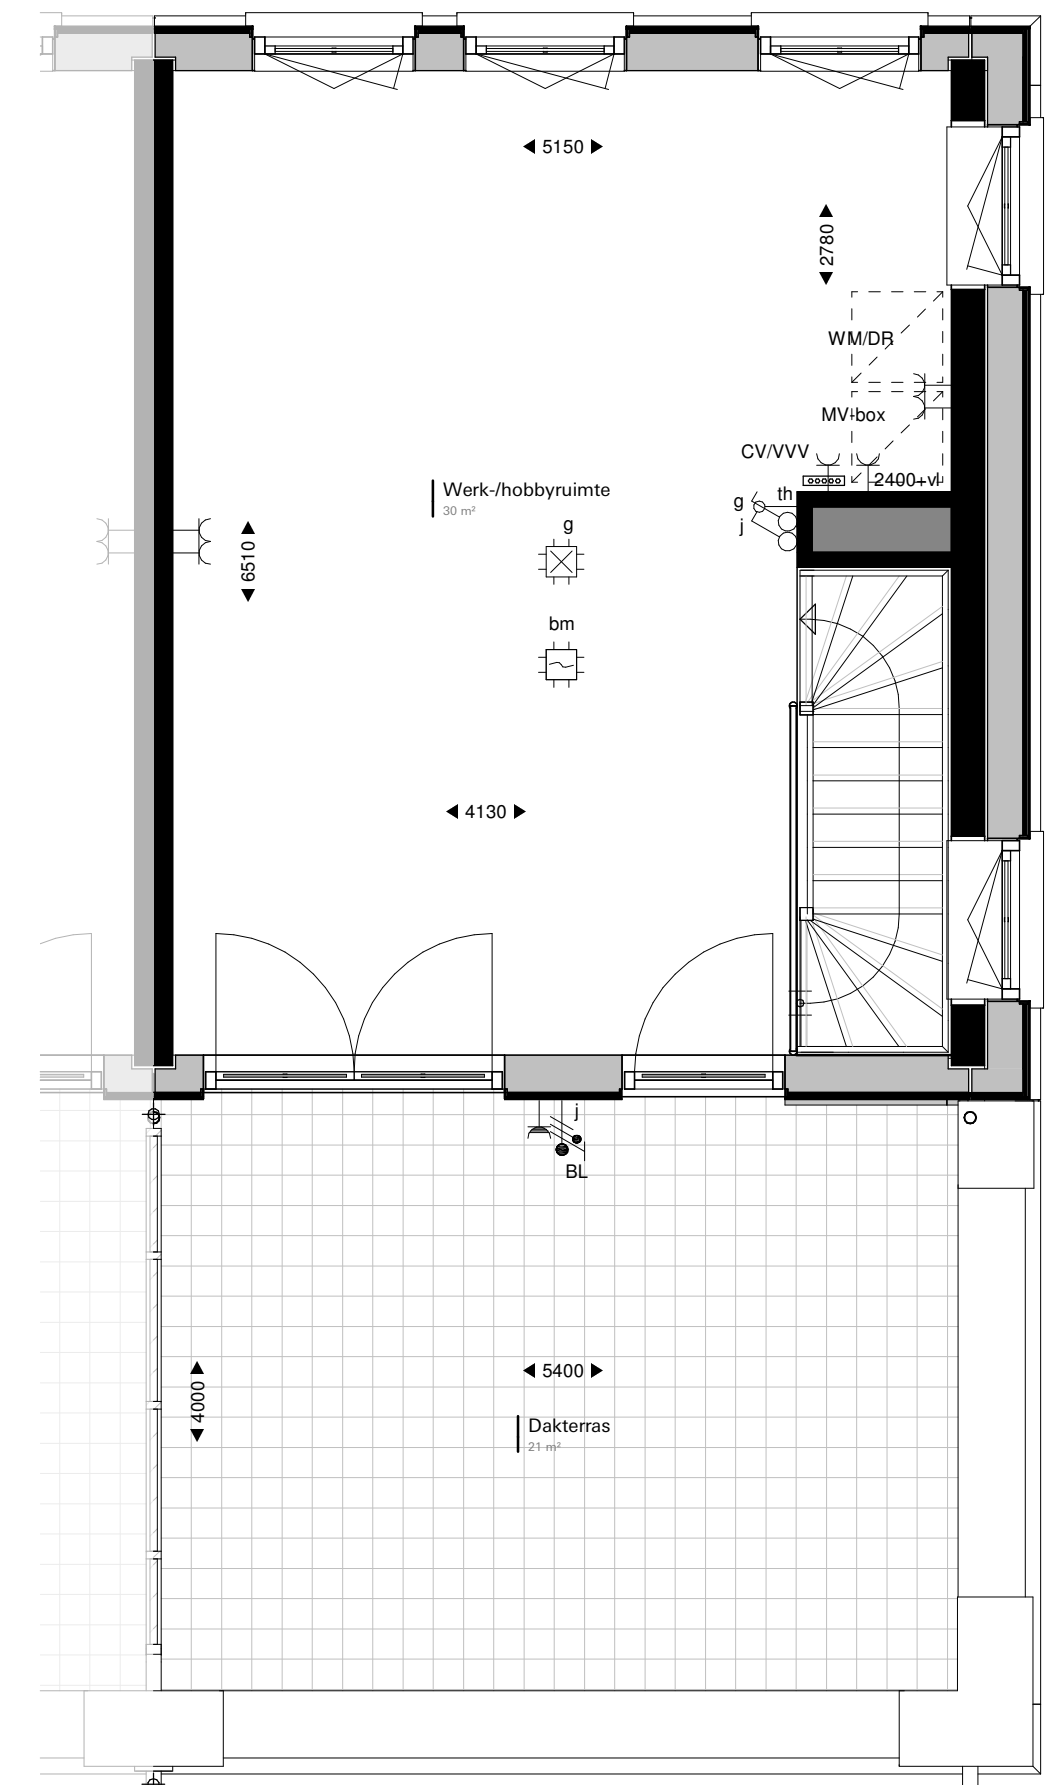 5150
2780
WM/DR
MV-box
CV/VVV
2400+vl
g
th
j
Werk-/hobbyruimte
30 m²
g
6510
bm
4130
j
BL
5400
4000
Dakterras
21 m²